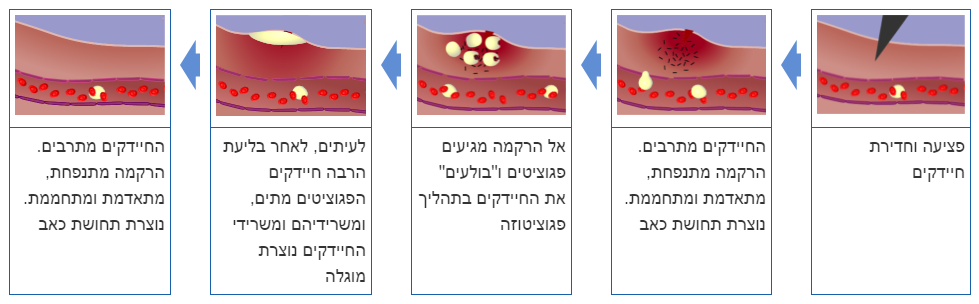 פציעה וחדירת
חיידקים
החיידקים מתרבים.
הרקמה מתנפחת,
מתאדמת ומתחממת.
נוצרת תחושת כאב
אל הרקמה מגיעים
פגוציטים ו"בולעים"
את החיידקים בתהליך
פגוציטוזה
לעיתים, לאחר בליעת
הרבה חיידקים
הפגוציטים מתים,
ומשרידיהם ומשרידי
החיידקים נוצרת
מוגלה
החיידקים מתרבים.
הרקמה מתנפחת,
מתאדמת ומתחממת.
נוצרת תחושת כאב